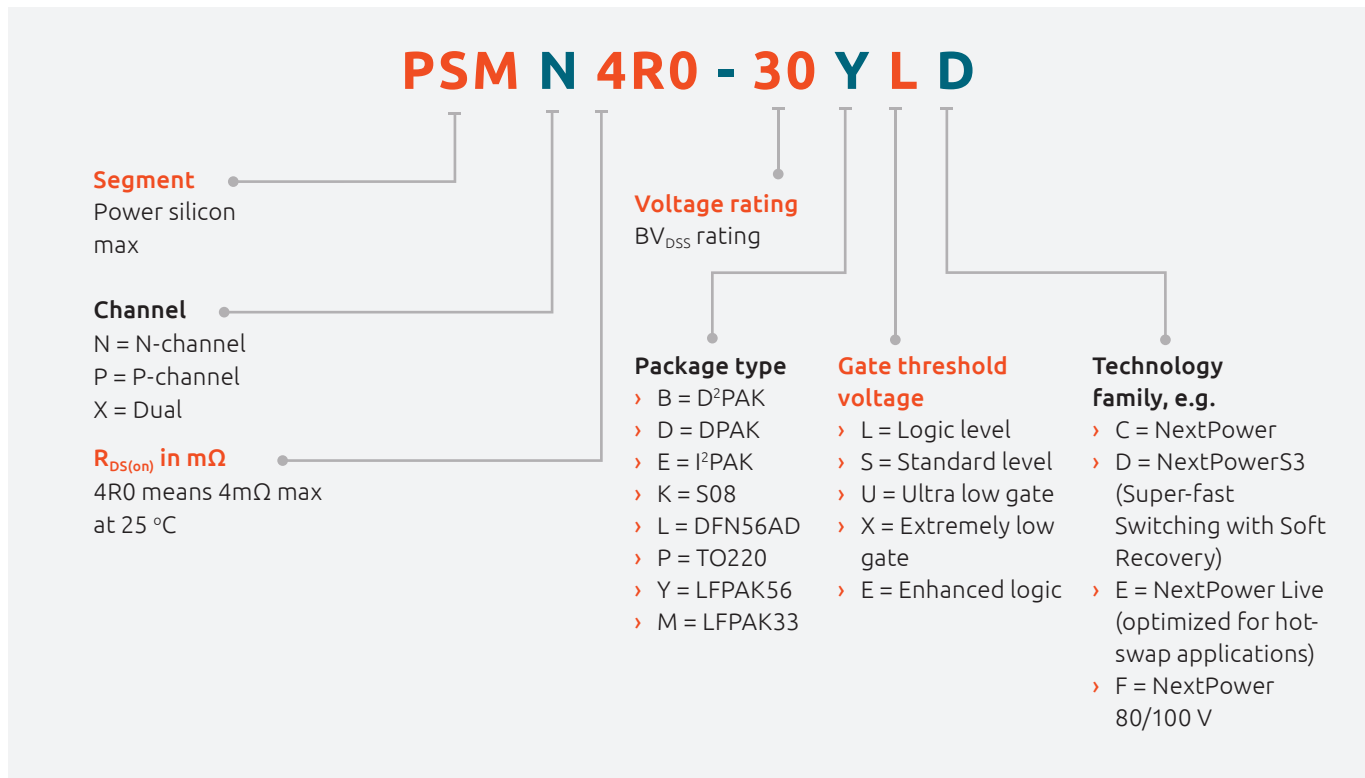 PSM N 4R0 - 30 Y L D
Segment
Power silicon
max
Channel
N = N-channel
P = P-channel
X = Dual
R_DS(on) in mΩ
4R0 means 4mΩ max
at 25 ºC
Voltage rating
BV_DSS rating
Package type
› B = D²PAK
› D = DPAK
› E = I²PAK
› K = S08
› L = DFN56AD
› P = TO220
› Y = LFPAK56
› M = LFPAK33
Gate threshold
voltage
› L = Logic level
› S = Standard level
› U = Ultra low gate
› X = Extremely low
gate
› E = Enhanced logic
Technology
family, e.g.
› C = NextPower
› D = NextPowerS3
(Super-fast
Switching with Soft
Recovery)
› E = NextPower Live
(optimized for hot-
swap applications)
› F = NextPower
80/100 V